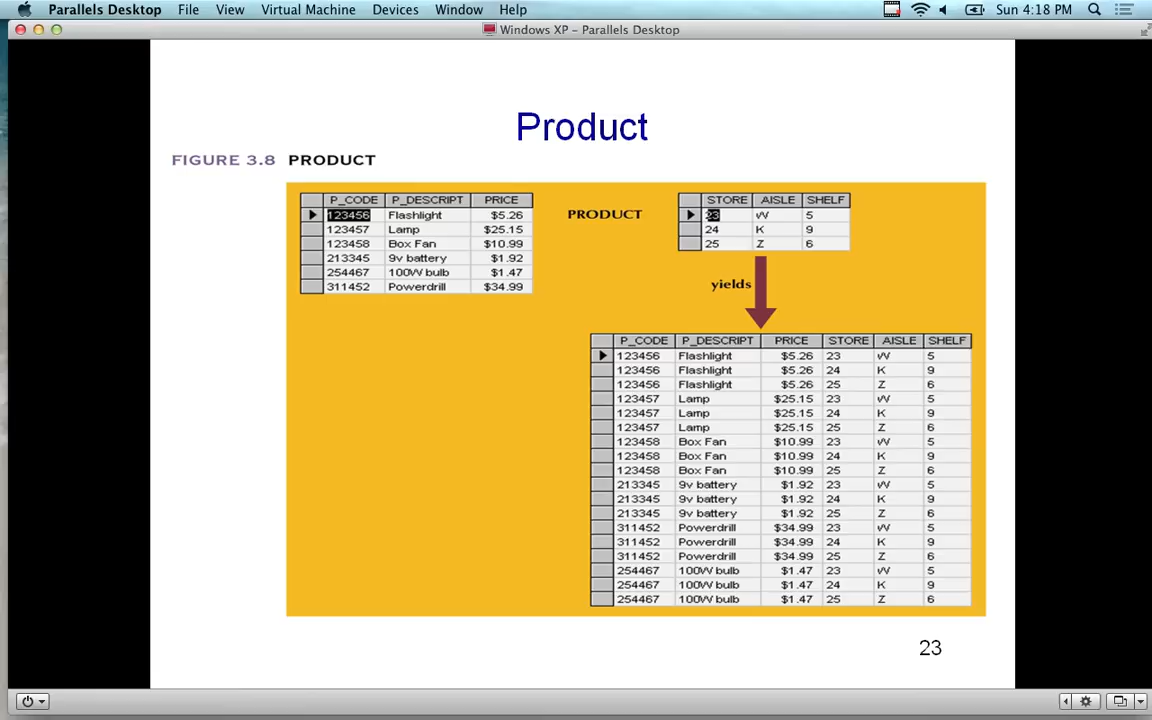 Parallels Desktop File View Virtual Machine Devices Window Help Sun 4:18 PM
Windows XP - Parallels Desktop
Product
FIGURE 3.8 PRODUCT
P_CODE P_DESCRIPT PRICE
123456 Flashlight $5.26
123457 Lamp $25.15
123458 Box Fan $10.99
213345 9v battery $1.92
254467 100W bulb $1.47
311452 Powerdrill $34.99
PRODUCT
STORE AISLE SHELF
23 W 5
24 K 9
25 Z 6
yields
P_CODE P_DESCRIPT PRICE STORE AISLE SHELF
123456 Flashlight $5.26 23 W 5
123456 Flashlight $5.26 24 K 9
123456 Flashlight $5.26 25 Z 6
123457 Lamp $25.15 23 W 5
123457 Lamp $25.15 24 K 9
123457 Lamp $25.15 25 Z 6
123458 Box Fan $10.99 23 W 5
123458 Box Fan $10.99 24 K 9
123458 Box Fan $10.99 25 Z 6
213345 9v battery $1.92 23 W 5
213345 9v battery $1.92 24 K 9
213345 9v battery $1.92 25 Z 6
311452 Powerdrill $34.99 23 W 5
311452 Powerdrill $34.99 24 K 9
311452 Powerdrill $34.99 25 Z 6
254467 100W bulb $1.47 23 W 5
254467 100W bulb $1.47 24 K 9
254467 100W bulb $1.47 25 Z 6
23